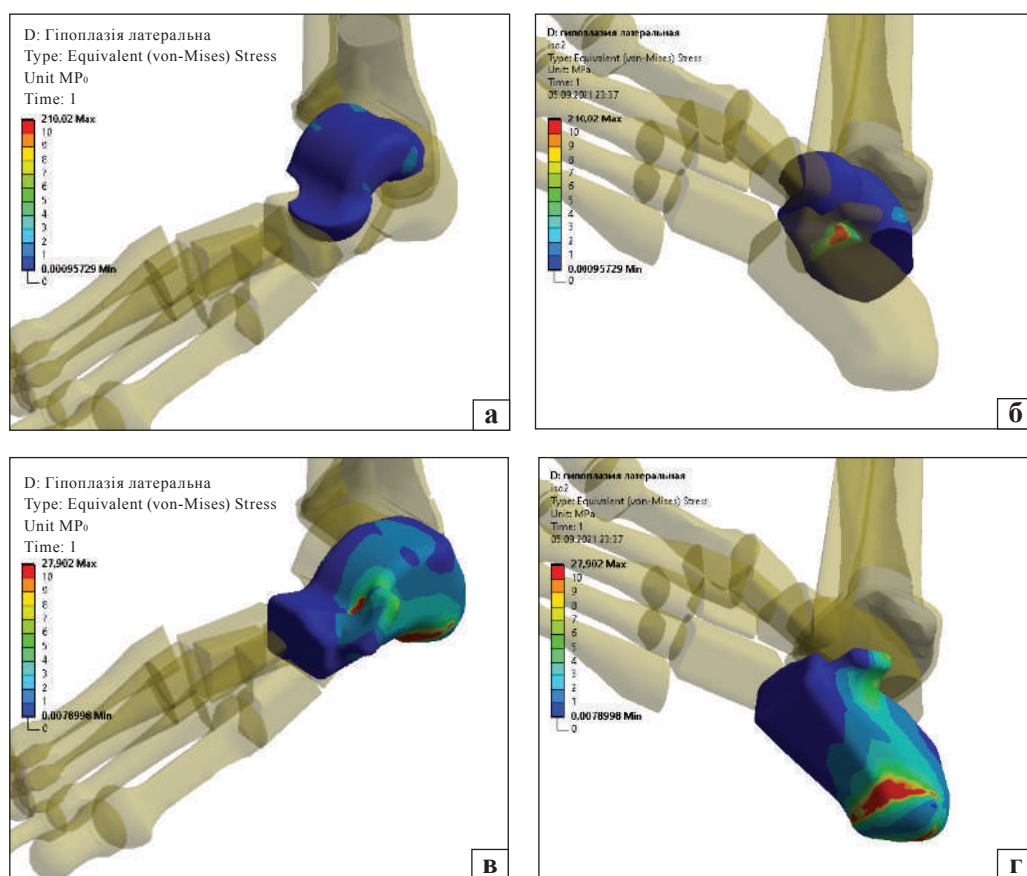 D: Гіпоплазія латеральна
Type: Equivalent (von-Mises) Stress
Unit MP0
Time: 1
210,02 Max
10
9
8
7
6
5
4
3
2
1
0,00095729 Min
0
а
D: гипоплазия латеральная
iso2
Type: Equivalent (von-Mises) Stress
Unit: MPa
Time: 1
05.09.2021 23:37
210,02 Max
10
9
8
7
6
5
4
3
2
1
0,00095729 Min
0
б
D: Гіпоплазія латеральна
Type: Equivalent (von-Mises) Stress
Unit MP0
Time: 1
27,902 Max
10
9
8
7
6
5
4
3
2
1
0,0078998 Min
0
в
D: гипоплазия латеральная
iso2
Type: Equivalent (von-Mises) Stress
Unit: MPa
Time: 1
05.09.2021 23:37
27,902 Max
10
9
8
7
6
5
4
3
2
1
0,0078998 Min
0
г